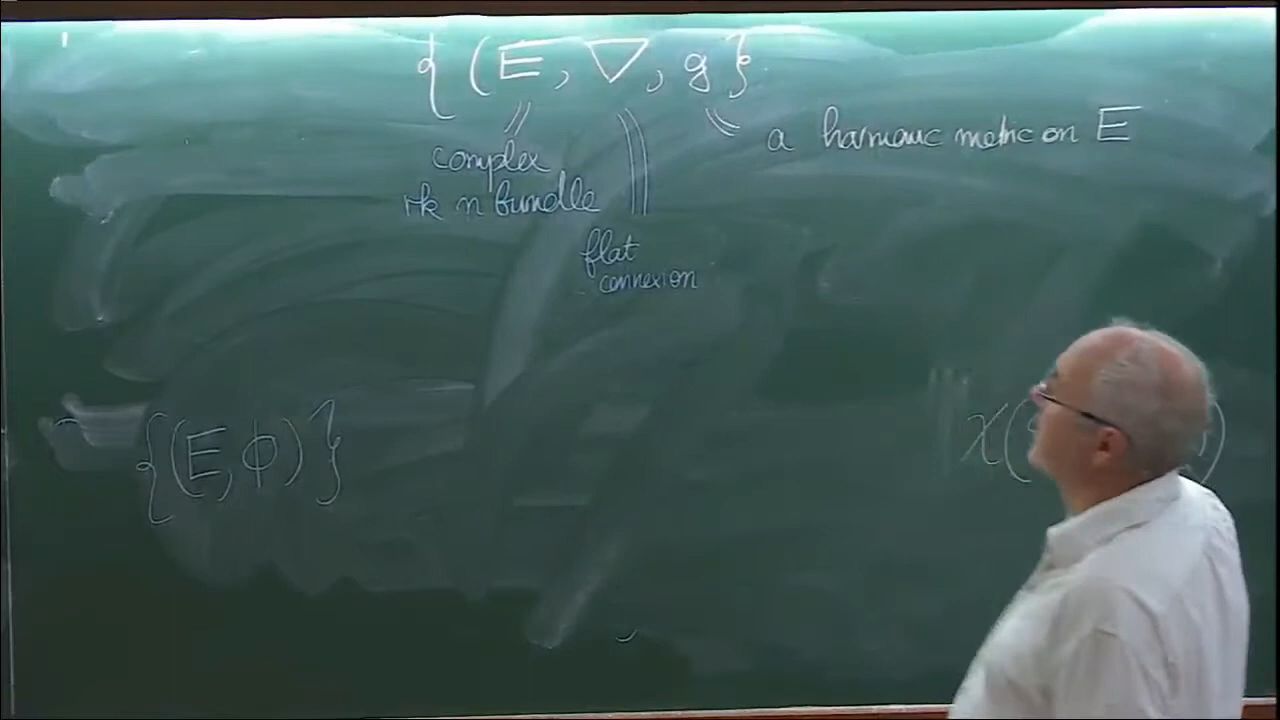 {(E, ∇, g}
a harmonic metric on E
complex
rk n bundle
flat
connexion
{(E, φ)}
χ( )